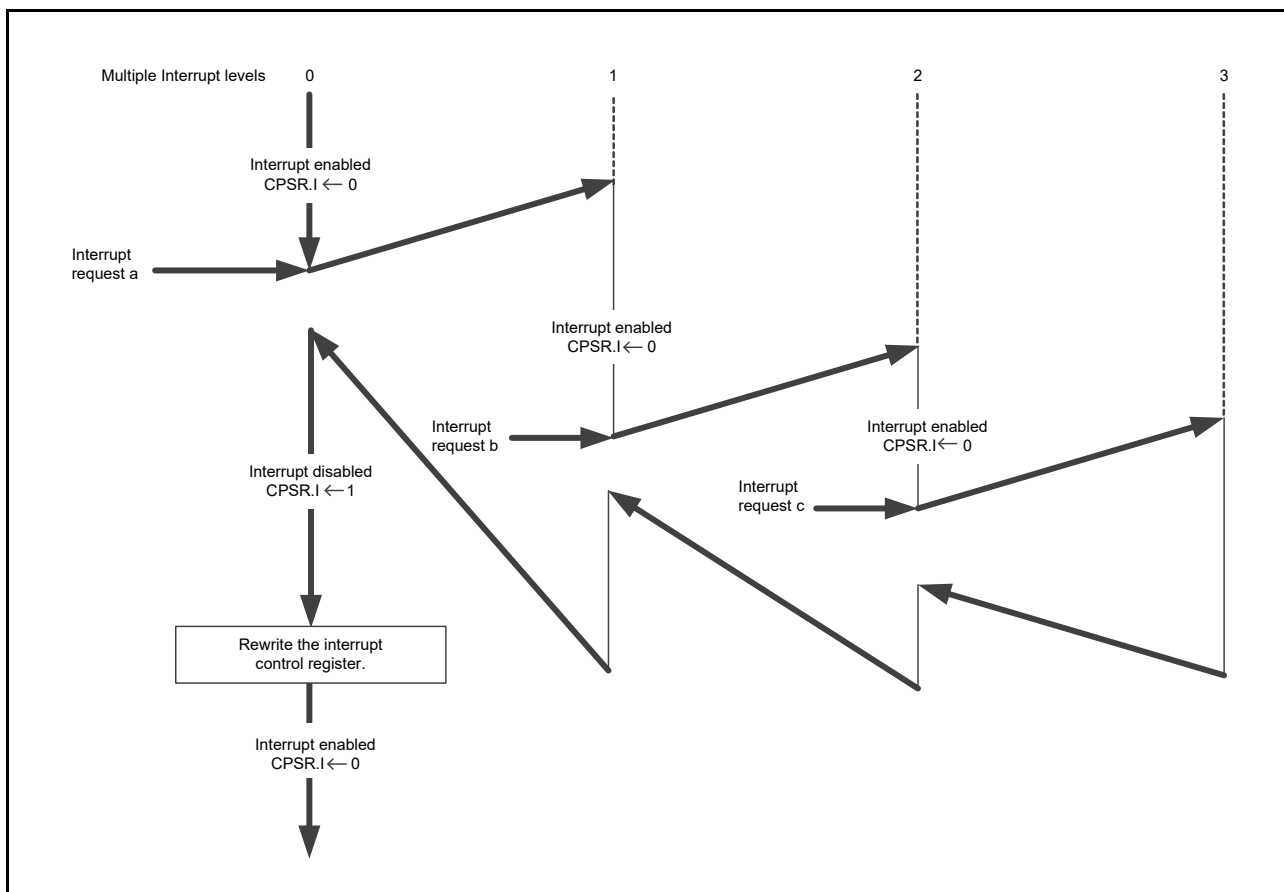 Multiple Interrupt levels 0 1 2 3
Interrupt enabled
CPSR.I ← 0
Interrupt
request a
Interrupt enabled
CPSR.I ← 0
Interrupt
request b
Interrupt enabled
CPSR.I ← 0
Interrupt disabled
CPSR.I ← 1
Interrupt
request c
Rewrite the interrupt
control register.
Interrupt enabled
CPSR.I ← 0